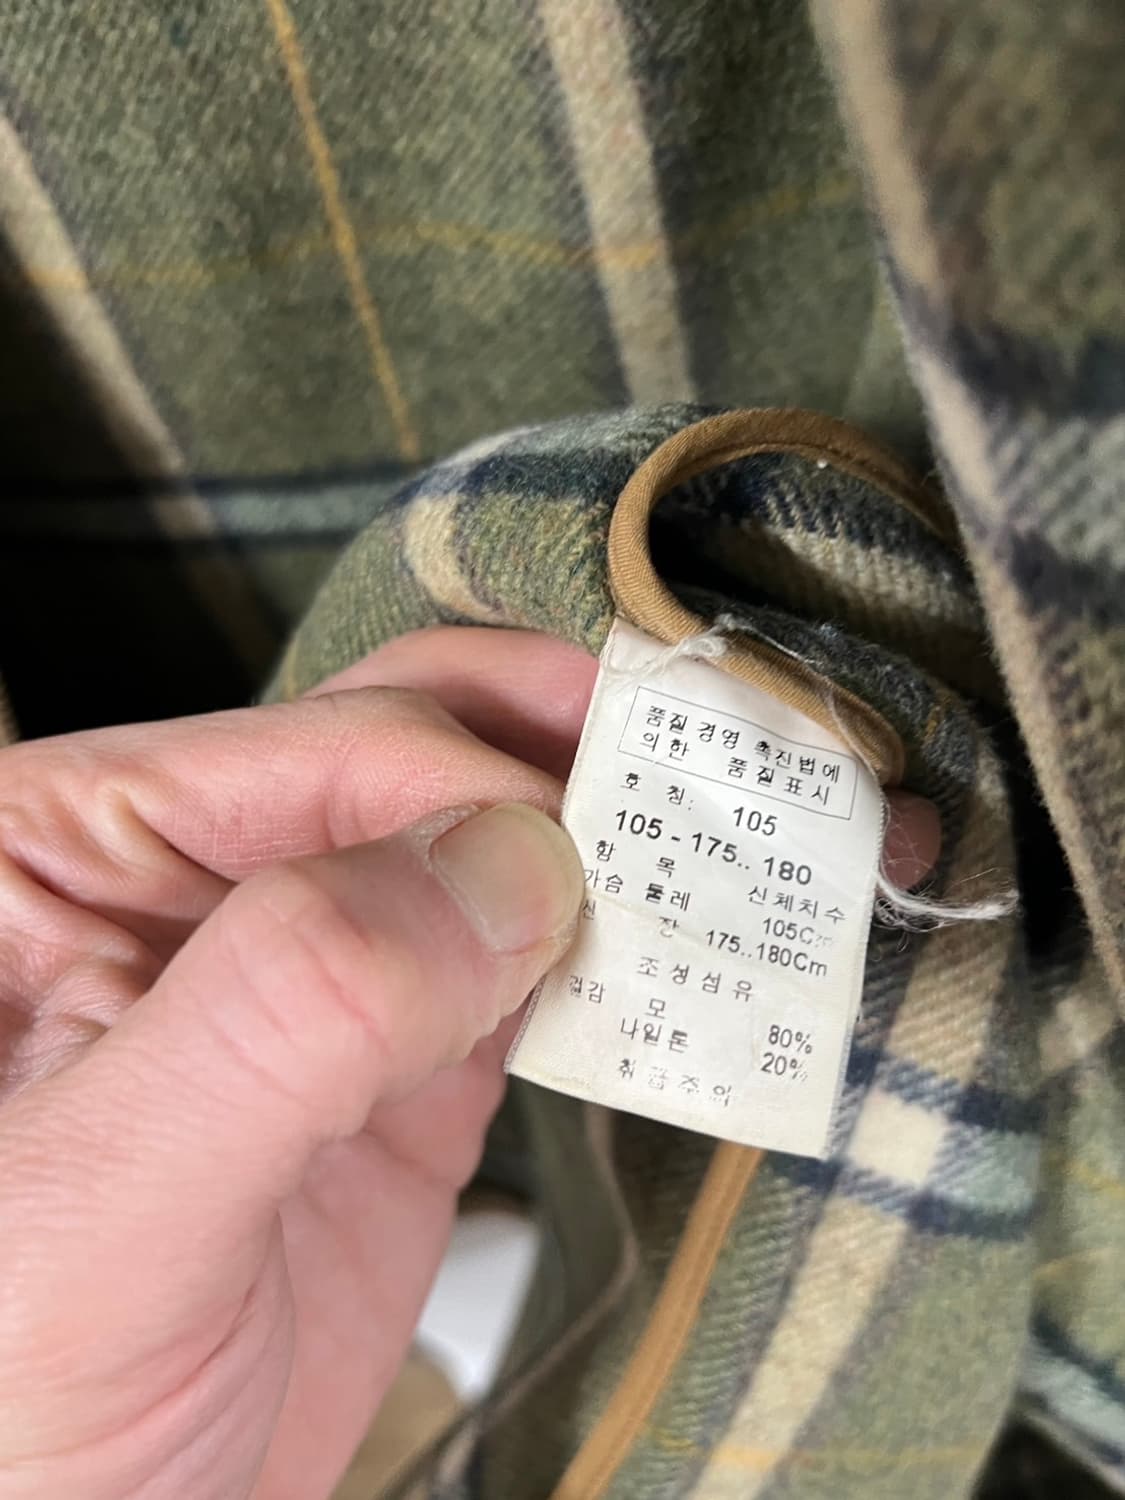 품질 경영 촉진법에
의한 품질표시
호 칭: 105
105 - 175.. 180
항 목 신체치수
가슴 둘레 105Cm
신 장 175..180Cm
조성섬유
겉감 모 80%
나일론 20%
취급주의